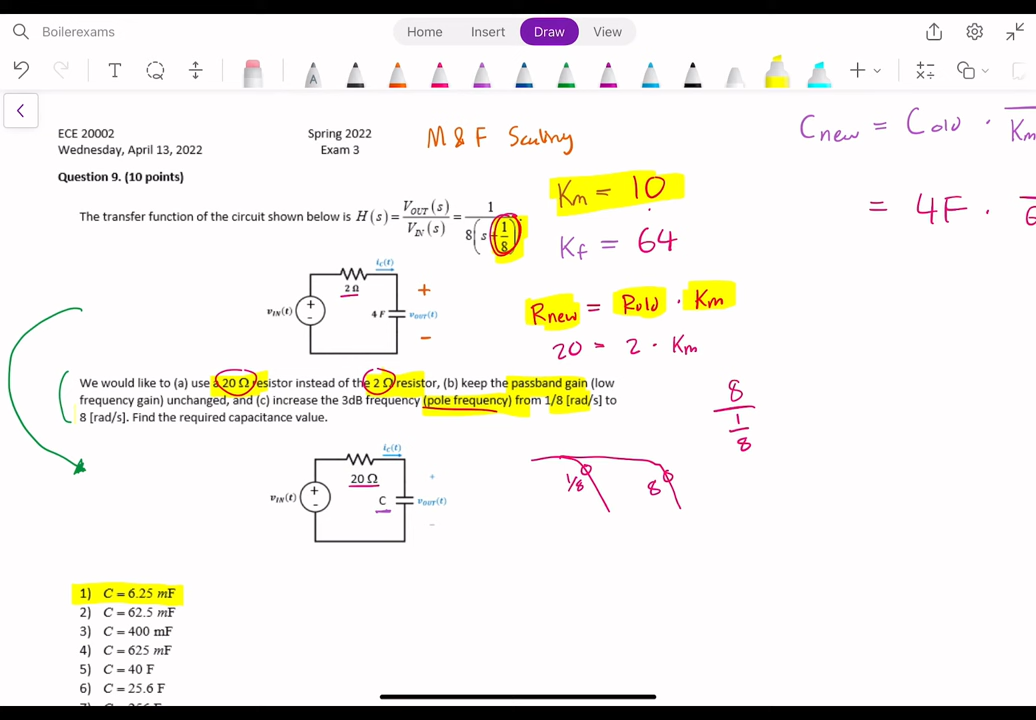 Boilerexams
Home Insert Draw View
ECE 20002
Wednesday, April 13, 2022
Spring 2022
Exam 3
M & F Scaling
Question 9. (10 points)
The transfer function of the circuit shown below is H(s) = V_OUT(s) / V_IN(s) = 1 / 8(s + 1/8)
Km = 10
Kf = 64
Cnew = Cold · Km
= 4F ·
i_C(t)
2 Ω
v_IN(t)
+
-
4 F
v_OUT(t)
+
-
Rnew = Rold · Km
20 = 2 · Km
We would like to (a) use a 20 Ω resistor instead of the 2 Ω resistor, (b) keep the passband gain (low
frequency gain) unchanged, and (c) increase the 3dB frequency (pole frequency) from 1/8 [rad/s] to
8 [rad/s]. Find the required capacitance value.
8
1
8
i_C(t)
20 Ω
v_IN(t)
+
-
C
v_OUT(t)
+
-
1/8
8
1) C = 6.25 mF
2) C = 62.5 mF
3) C = 400 mF
4) C = 625 mF
5) C = 40 F
6) C = 25.6 F